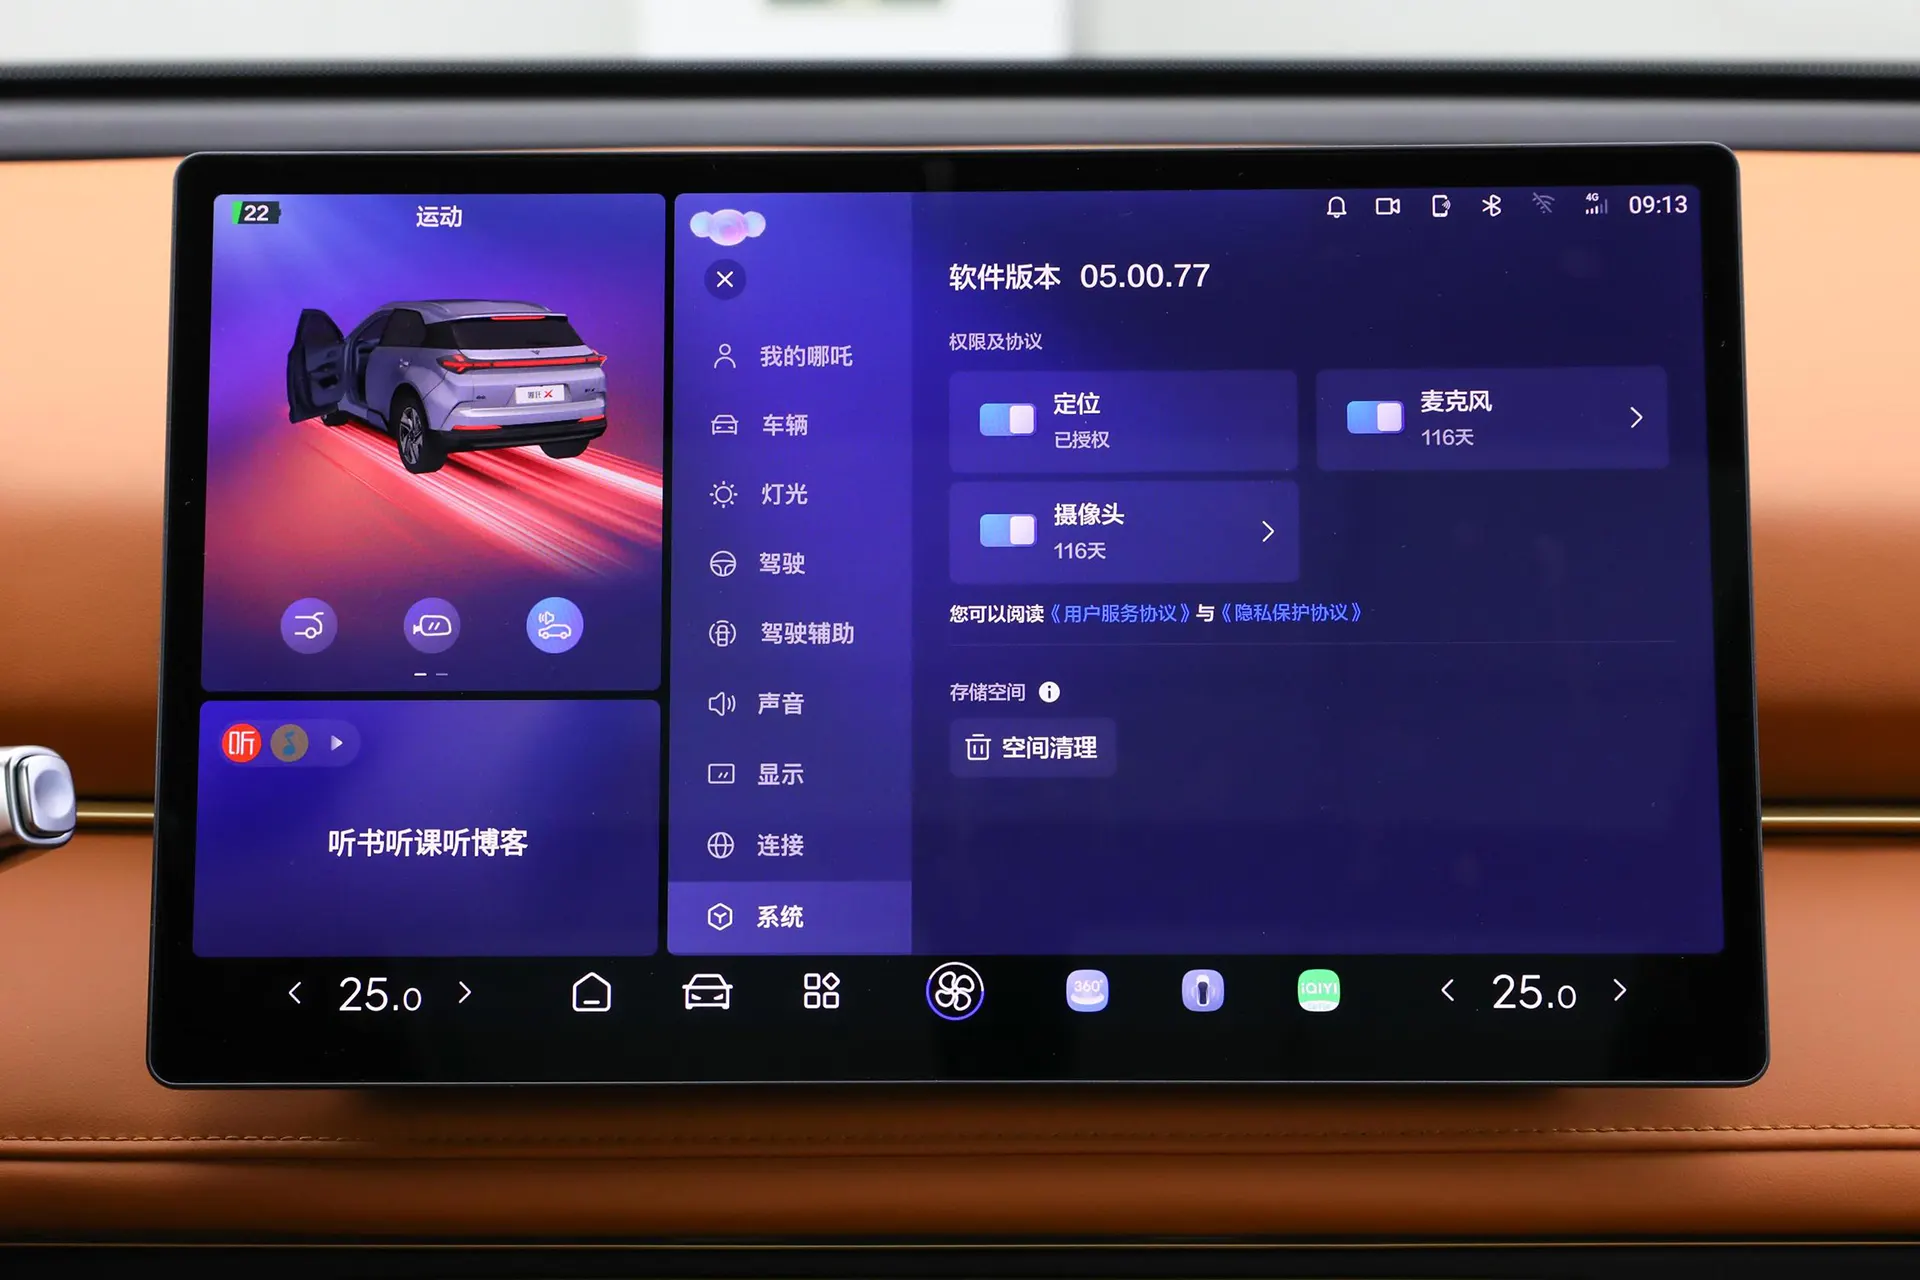 22
运动
哪吒 X
听
听书听课听博客
我的哪吒
车辆
灯光
驾驶
驾驶辅助
声音
显示
连接
系统
4G
09:13
软件版本 05.00.77
权限及协议
定位
已授权
麦克风
116天
摄像头
116天
您可以阅读《用户服务协议》与《隐私保护协议》
存储空间
空间清理
25.0
360°
iQIYI
25.0